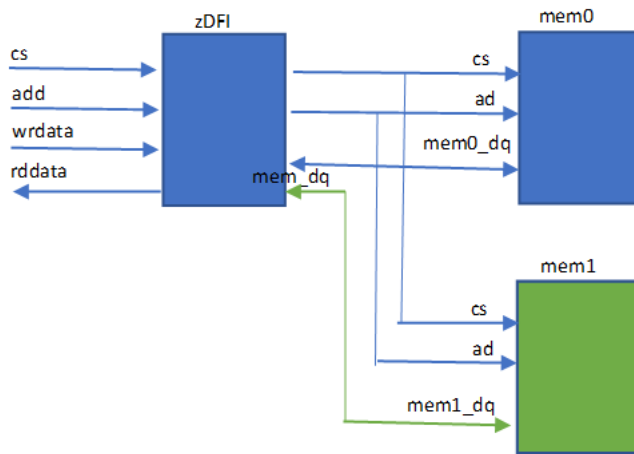 zDFI
mem0
cs
add
wrdata
rddata
cs
ad
mem0_dq
mem_dq
mem1
cs
ad
mem1_dq